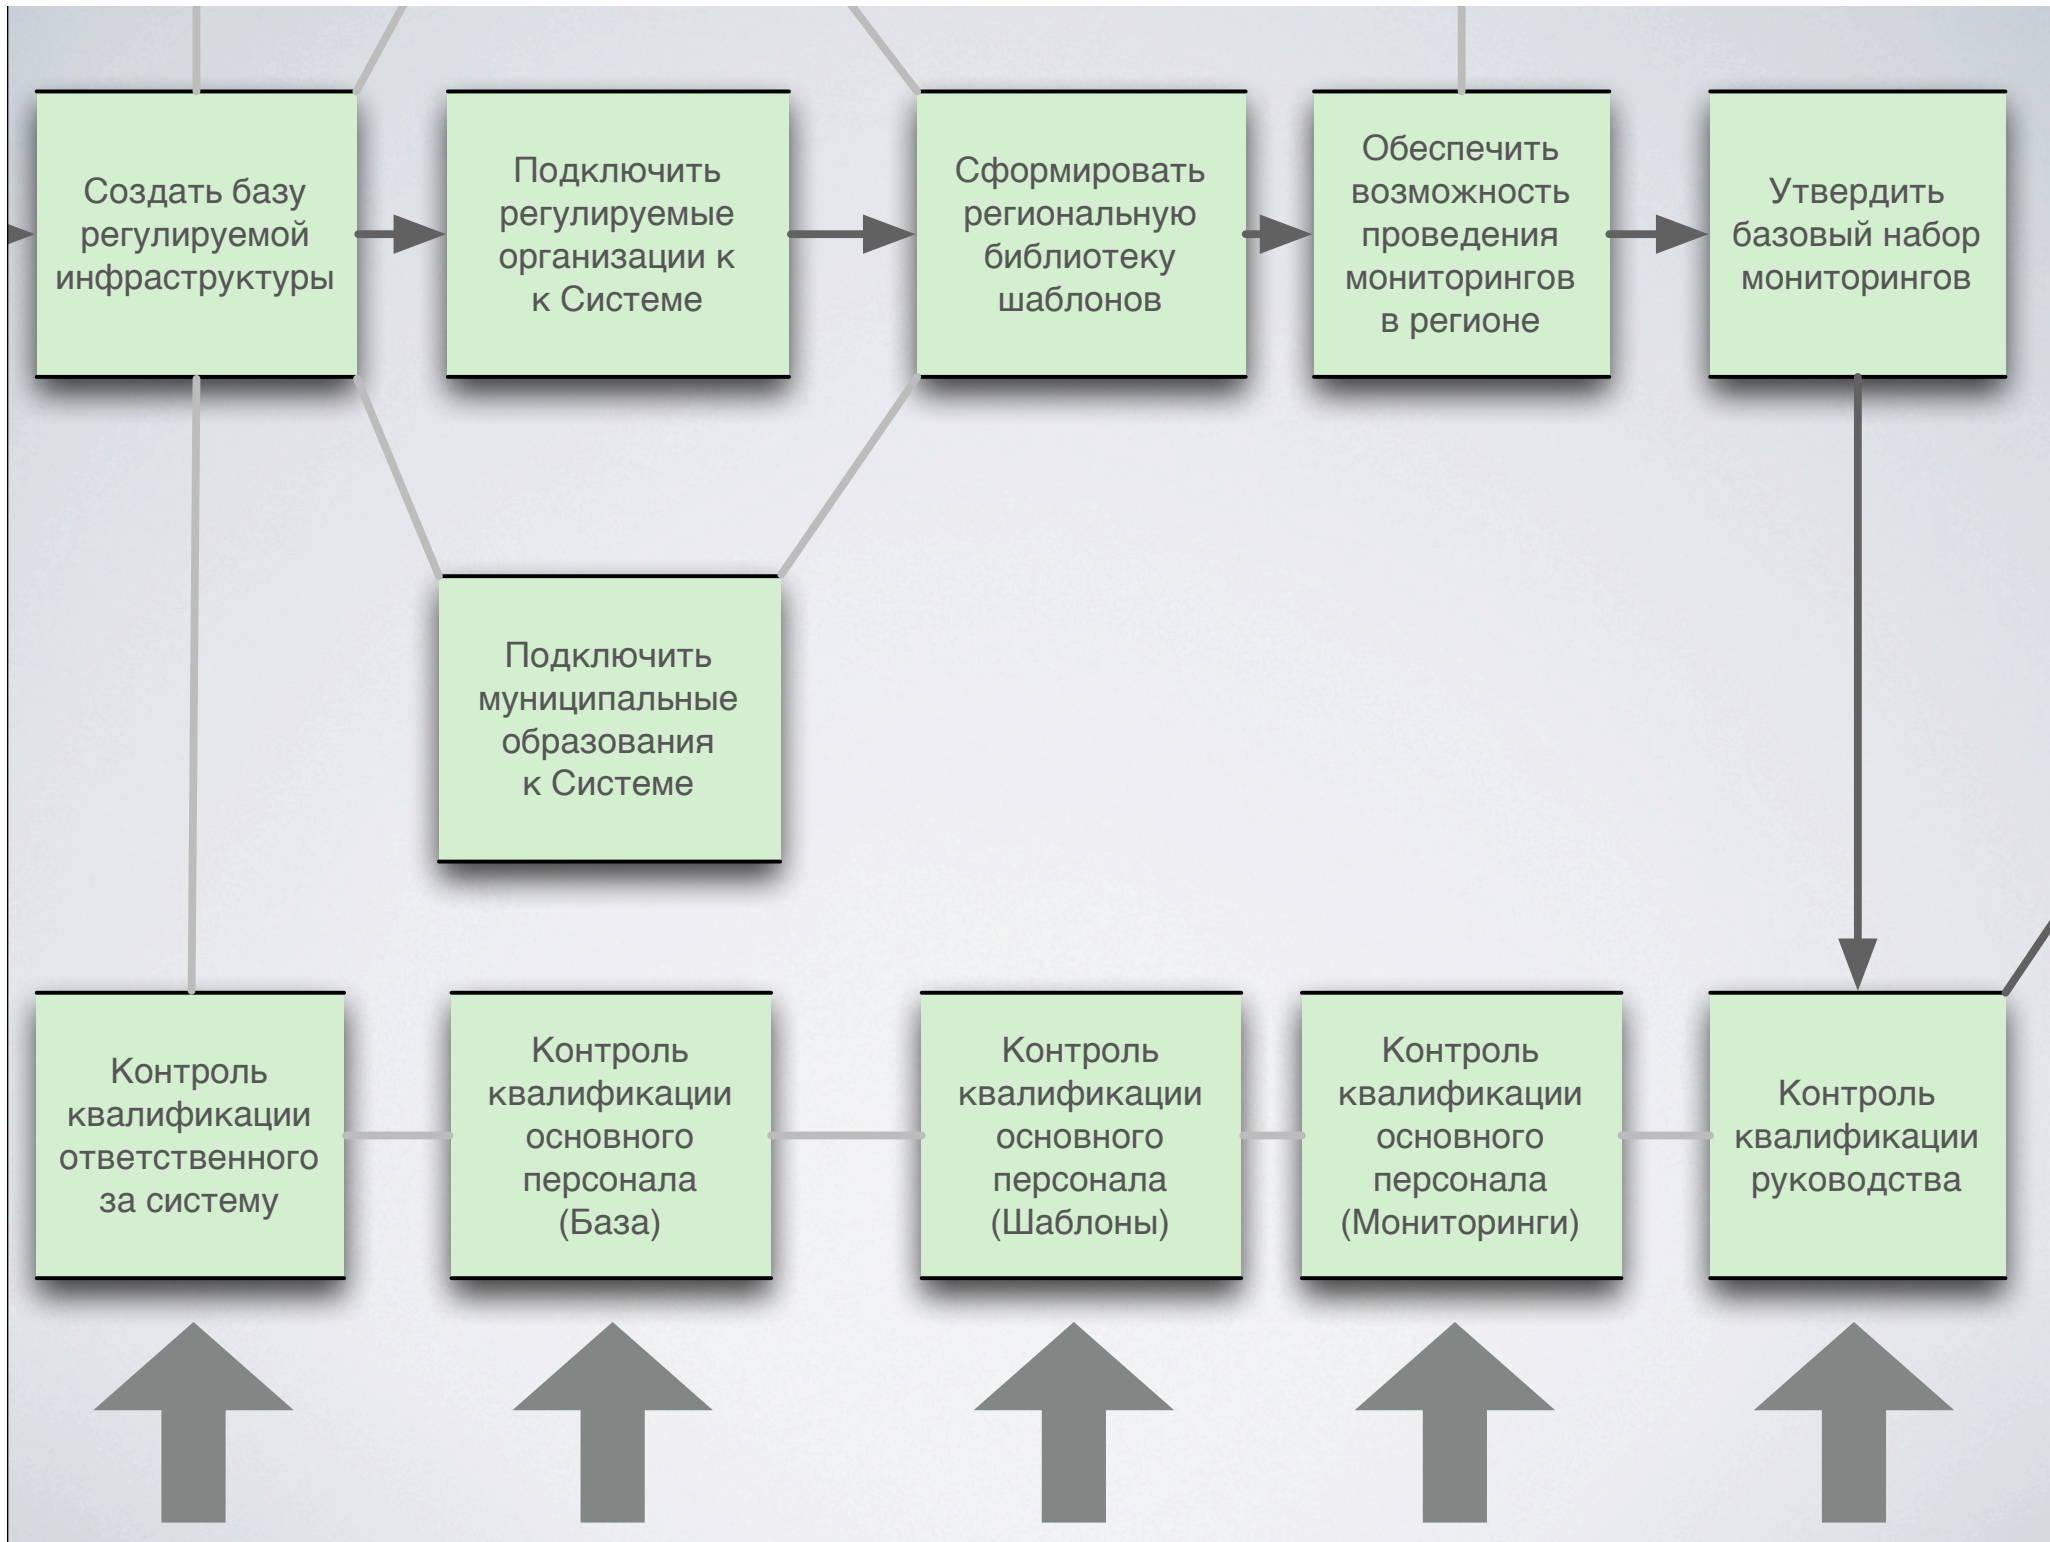 Создать базу
регулируемой
инфраструктуры
Подключить
регулируемые
организации к
к Системе
Сформировать
региональную
библиотеку
шаблонов
Обеспечить
возможность
проведения
мониторингов
в регионе
Утвердить
базовый набор
мониторингов
Подключить
муниципальные
образования
к Системе
Контроль
квалификации
ответственного
за систему
Контроль
квалификации
основного
персонала
(База)
Контроль
квалификации
основного
персонала
(Шаблоны)
Контроль
квалификации
основного
персонала
(Мониторинги)
Контроль
квалификации
руководства